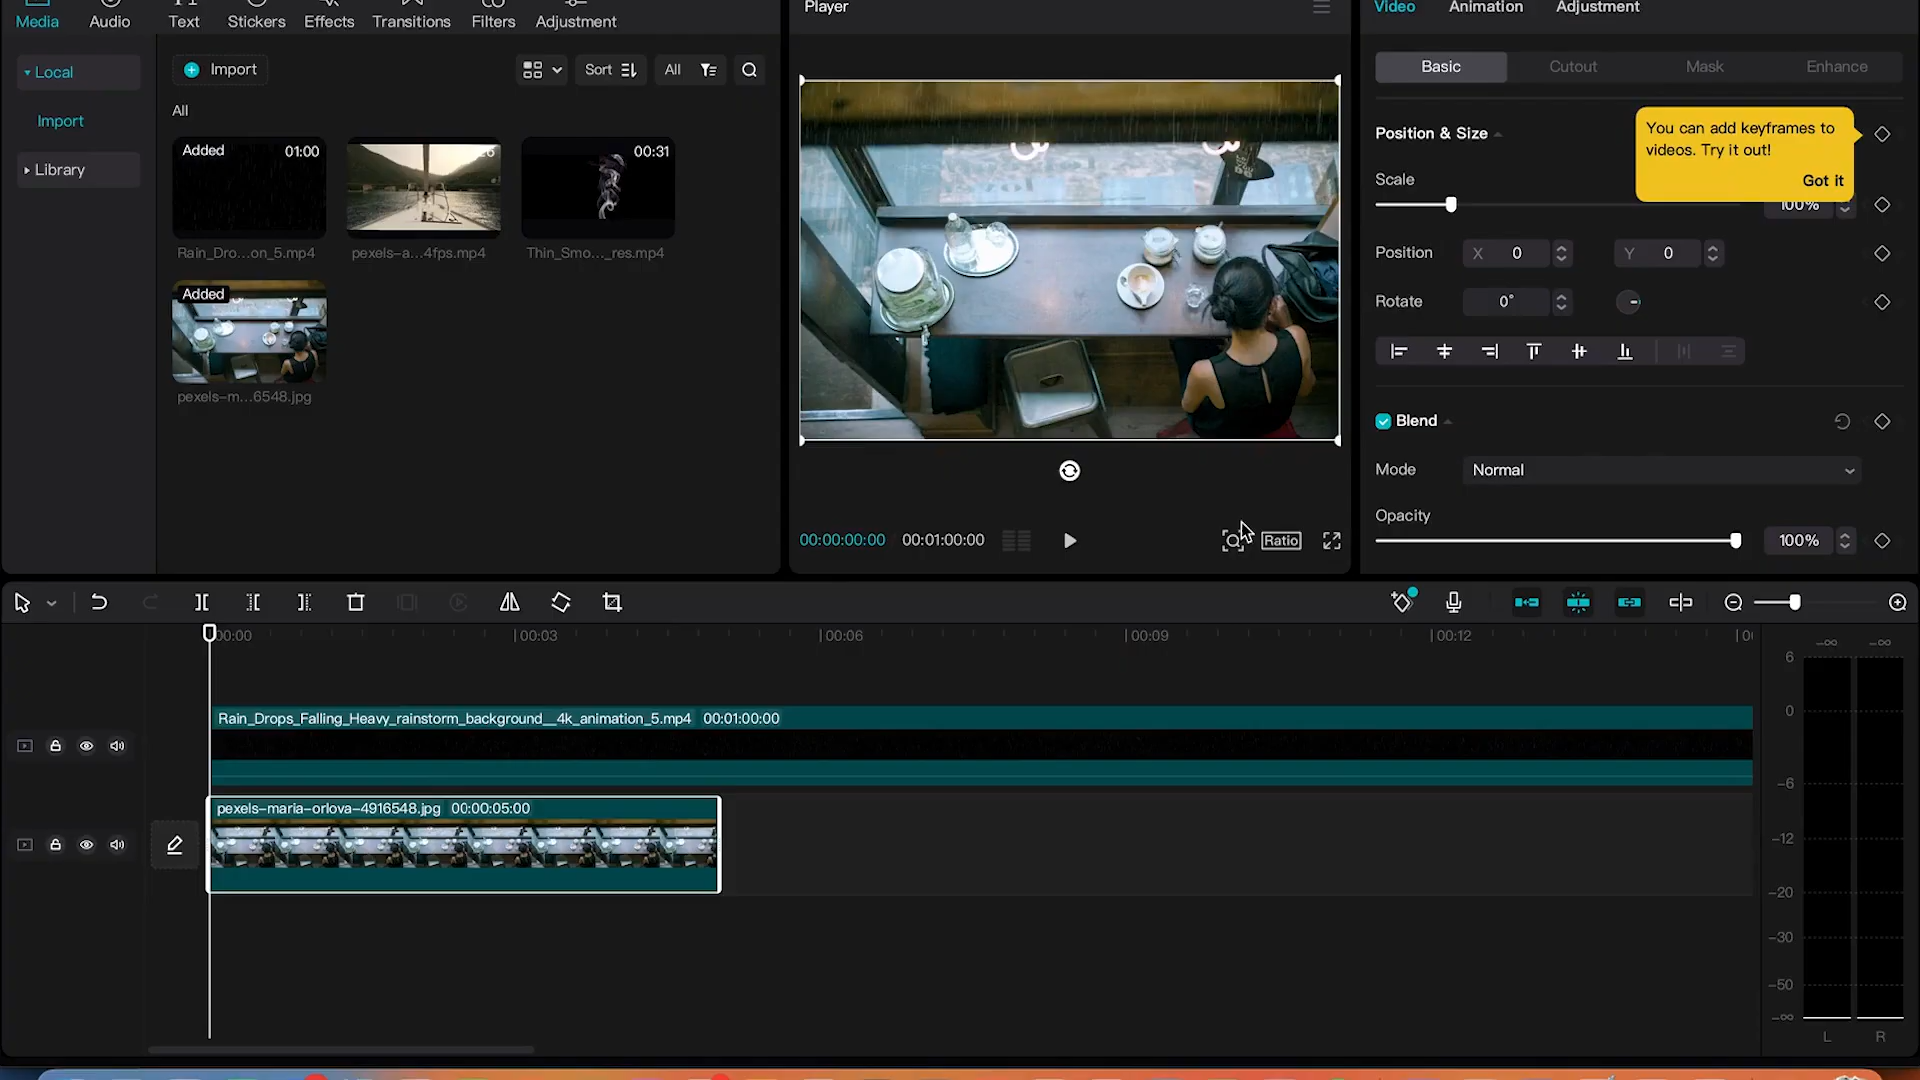 Media
Audio
Text
Stickers
Effects
Transitions
Filters
Adjustment
Local
Import
Library
Import
Sort
All
All
Added
01:00
Rain_Dro...on_5.mp4
pexels-a...4fps.mp4
00:31
Thin_Smo..._res.mp4
Added
pexels-m...6548.jpg
Player
00:00:00:00
00:01:00:00
Ratio
Video
Animation
Adjustment
Basic
Cutout
Mask
Enhance
Position & Size
You can add keyframes to
videos. Try it out!
Got it
Scale
100%
Position
X 0
Y 0
Rotate
0°
Blend
Mode
Normal
Opacity
100%
00:00
00:03
00:06
00:09
00:12
Rain_Drops_Falling_Heavy_rainstorm_background__4k_animation_5.mp4 00:01:00:00
pexels-maria-orlova-4916548.jpg 00:00:05:00
-∞ -∞
6
0
-6
-12
-20
-30
-50
-∞
L R